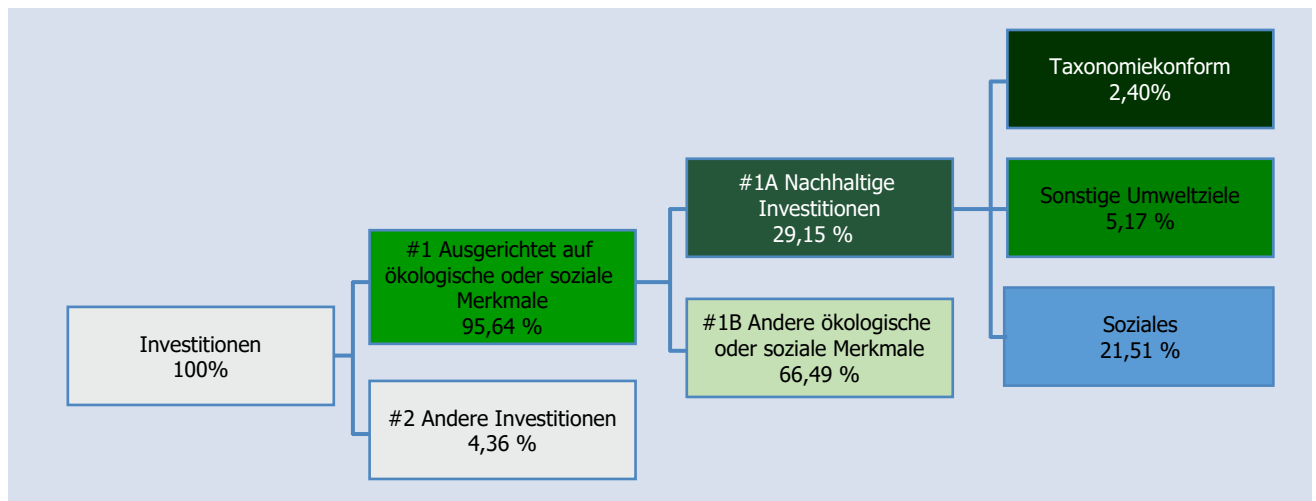 Investitionen
100%
#1 Ausgerichtet auf
ökologische oder soziale
Merkmale
95,64 %
#2 Andere Investitionen
4,36 %
#1A Nachhaltige
Investitionen
29,15 %
#1B Andere ökologische
oder soziale Merkmale
66,49 %
Taxonomiekonform
2,40%
Sonstige Umweltziele
5,17 %
Soziales
21,51 %